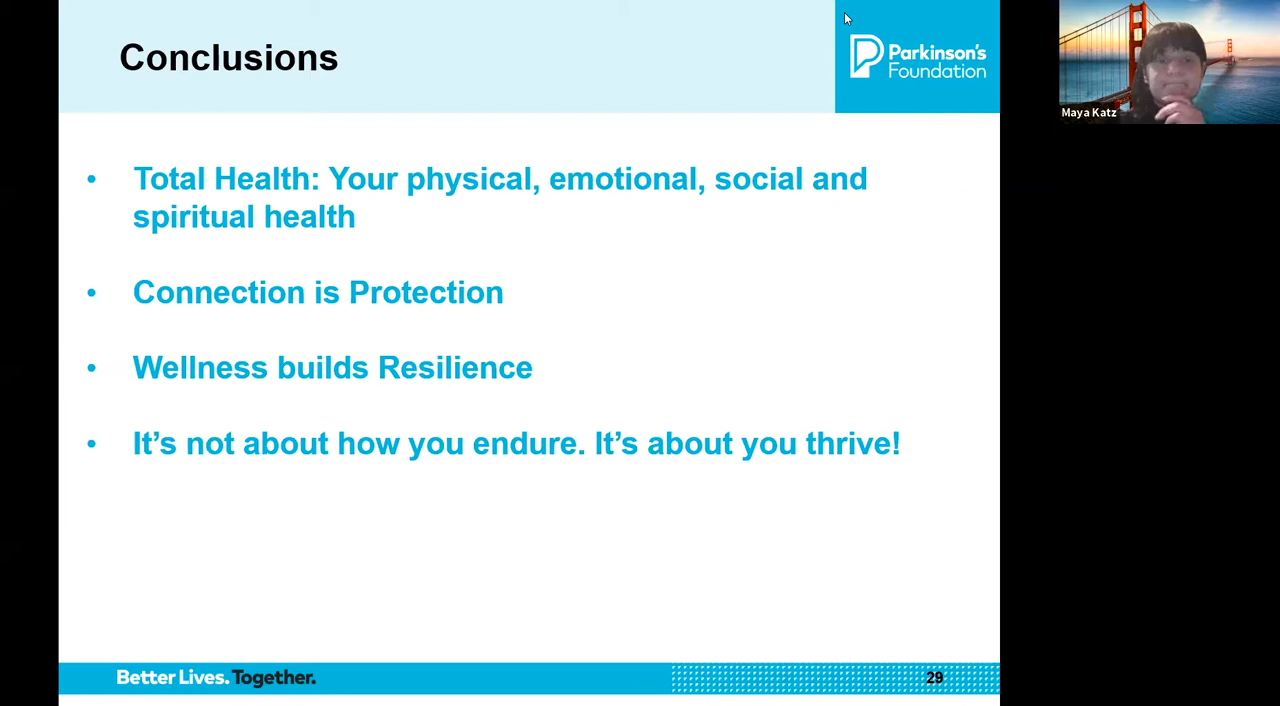 Conclusions
Parkinson's
Foundation
Maya Katz
• Total Health: Your physical, emotional, social and
spiritual health
• Connection is Protection
• Wellness builds Resilience
• It’s not about how you endure. It’s about you thrive!
Better Lives. Together.
29